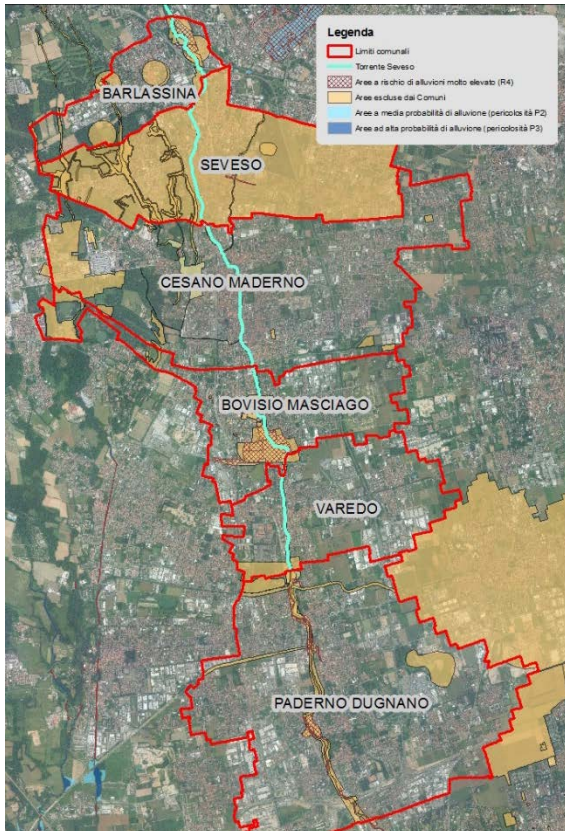 Legenda
Limiti comunali
Torrente Seveso
Aree a rischio di alluvioni molto elevato (R4)
Aree escluse dai Comuni
Aree a media probabilità di alluvione (pericolosità P2)
Aree ad alta probabilità di alluvione (pericolosità P3)
BARLASSINA
SEVESO
CESANO MADERNO
BOVISIO MASCIAGO
VAREDO
PADERNO DUGNANO